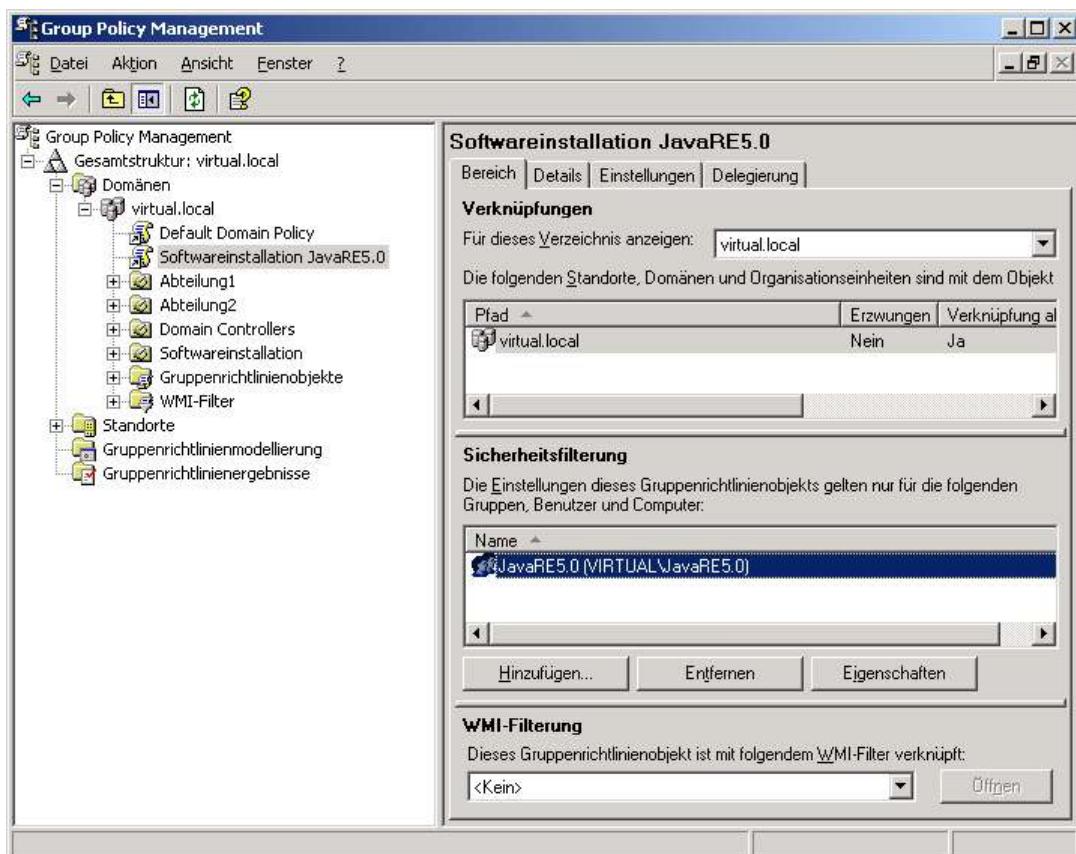 Group Policy Management
Datei Aktion Ansicht Fenster ?
Group Policy Management
Gesamtstruktur: virtual.local
Domänen
virtual.local
Default Domain Policy
Softwareinstallation JavaRE5.0
Abteilung1
Abteilung2
Domain Controllers
Softwareinstallation
Gruppenrichtlinienobjekte
WMI-Filter
Standorte
Gruppenrichtlinienmodellierung
Gruppenrichtlinienergebnisse
Softwareinstallation JavaRE5.0
Bereich Details Einstellungen Delegierung
Verknüpfungen
Für dieses Verzeichnis anzeigen: virtual.local
Die folgenden Standorte, Domänen und Organisationseinheiten sind mit dem Objekt
Pfad Erzwungen Verknüpfung al
virtual.local Nein Ja
Sicherheitsfilterung
Die Einstellungen dieses Gruppenrichtlinienobjekts gelten nur für die folgenden
Gruppen, Benutzer und Computer:
Name
JavaRE5.0 (VIRTUAL\JavaRE5.0)
Hinzufügen... Entfernen Eigenschaften
WMI-Filterung
Dieses Gruppenrichtlinienobjekt ist mit folgendem WMI-Filter verknüpft:
<Kein> Öffnen